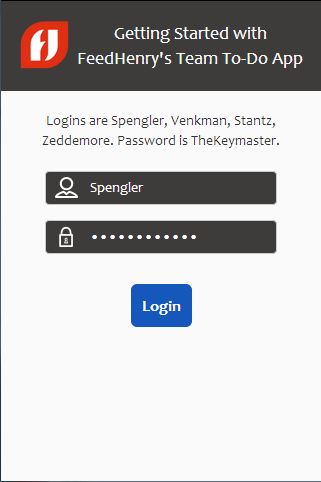 Getting Started with
FeedHenry's Team To-Do App
Logins are Spengler, Venkman, Stantz,
Zeddemore. Password is TheKeymaster.
Spengler
••••••••••••
Login